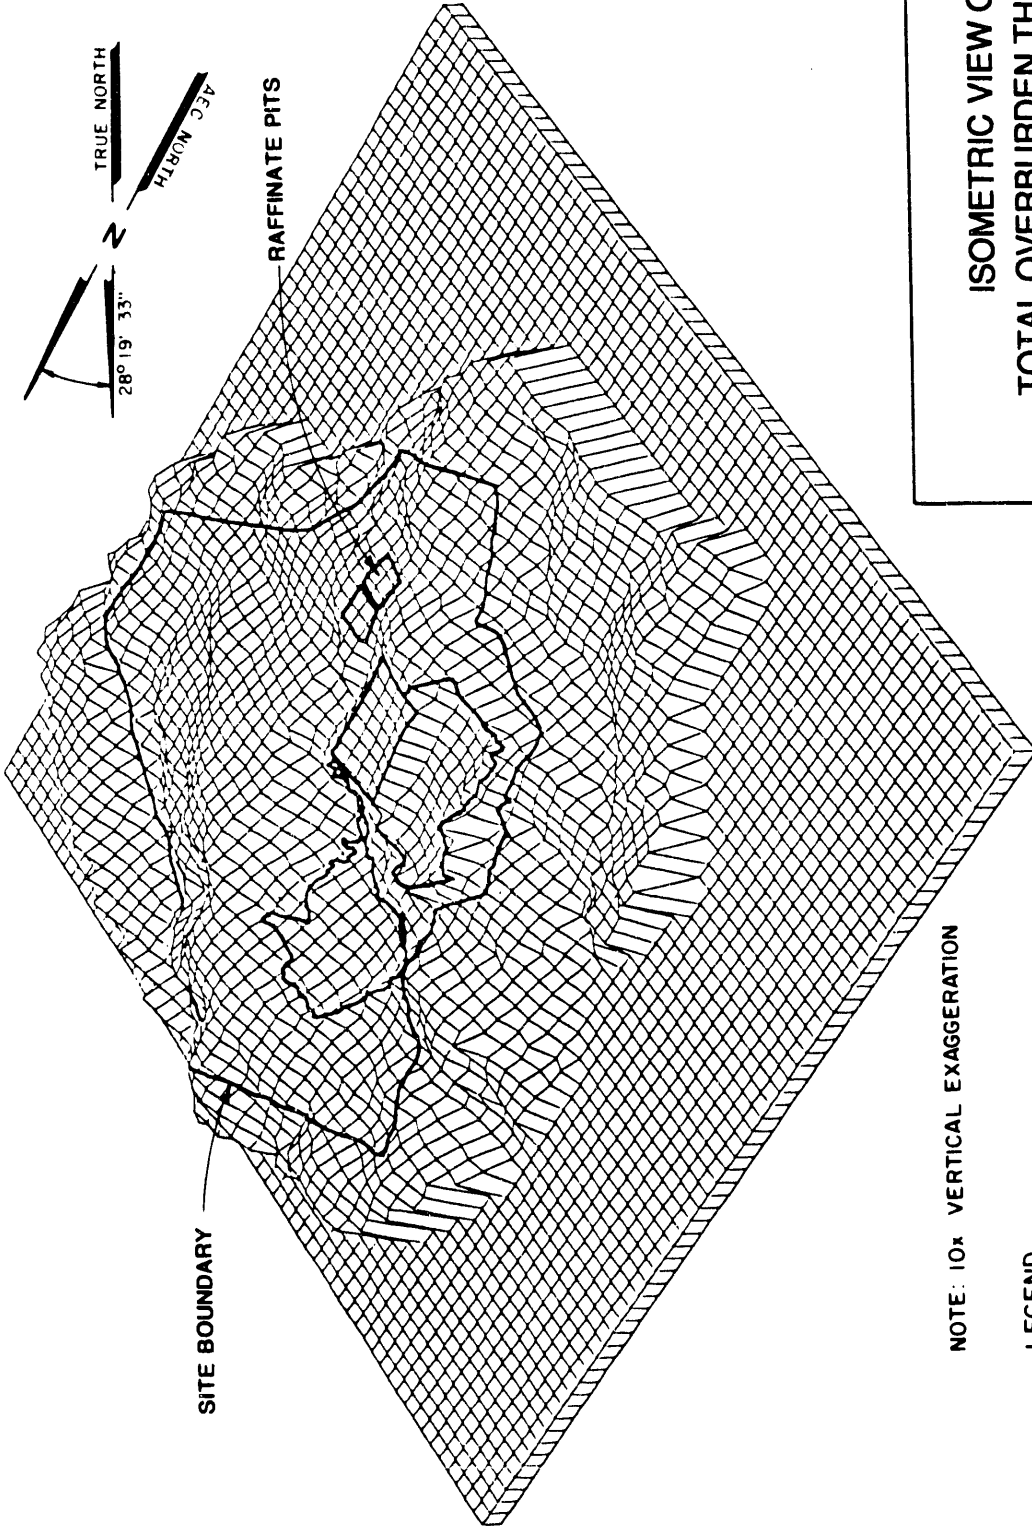 TRUE NORTH
AEC NORTH
N
28° 19' 33"
RAFFINATE PITS
SITE BOUNDARY
NOTE: 10x VERTICAL EXAGGERATION
LEGEND
ISOMETRIC VIEW
TOTAL OVERBURDEN